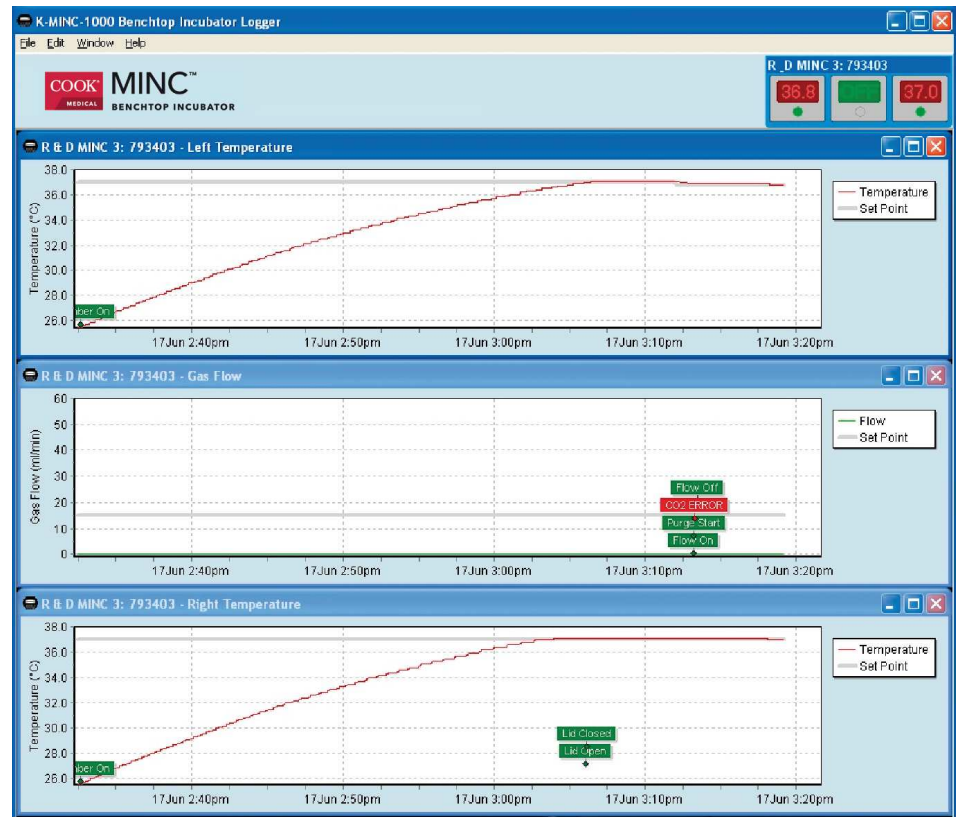 K-MINC-1000 Benchtop Incubator Logger
File Edit Window Help
COOK®
MEDICAL
MINC™
BENCHTOP INCUBATOR
R_D MINC 3: 793403
36.8 37.0
R & D MINC 3: 793403 - Left Temperature
38.0
36.0
34.0
32.0
30.0
28.0
26.0
Temperature (°C)
nber On
17Jun 2:40pm 17Jun 2:50pm 17Jun 3:00pm 17Jun 3:10pm 17Jun 3:20pm
Temperature
Set Point
R & D MINC 3: 793403 - Gas Flow
60
50
40
30
20
10
0
Gas Flow (ml/min)
Flow Off
CO2 ERROR
Purge Start
Flow On
17Jun 2:40pm 17Jun 2:50pm 17Jun 3:00pm 17Jun 3:10pm 17Jun 3:20pm
Flow
Set Point
R & D MINC 3: 793403 - Right Temperature
38.0
36.0
34.0
32.0
30.0
28.0
26.0
Temperature (°C)
nber On
Lid Closed
Lid Open
17Jun 2:40pm 17Jun 2:50pm 17Jun 3:00pm 17Jun 3:10pm 17Jun 3:20pm
Temperature
Set Point